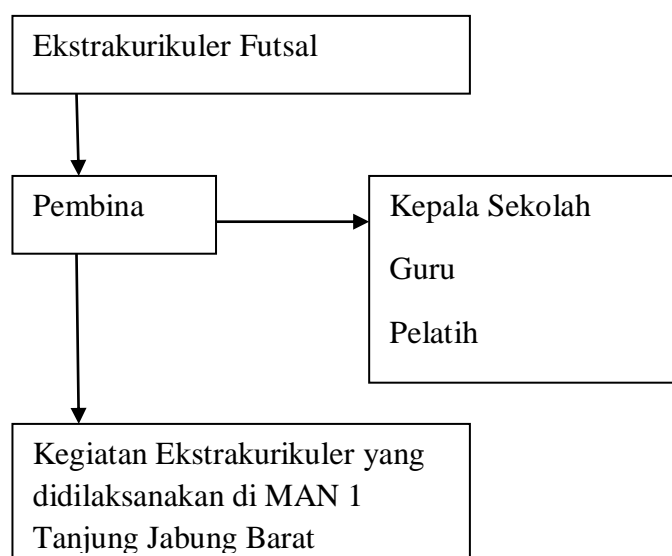 Ekstrakurikuler Futsal
Pembina
Kepala Sekolah
Guru
Pelatih
Kegiatan Ekstrakurikuler yang
didilaksanakan di MAN 1
Tanjung Jabung Barat